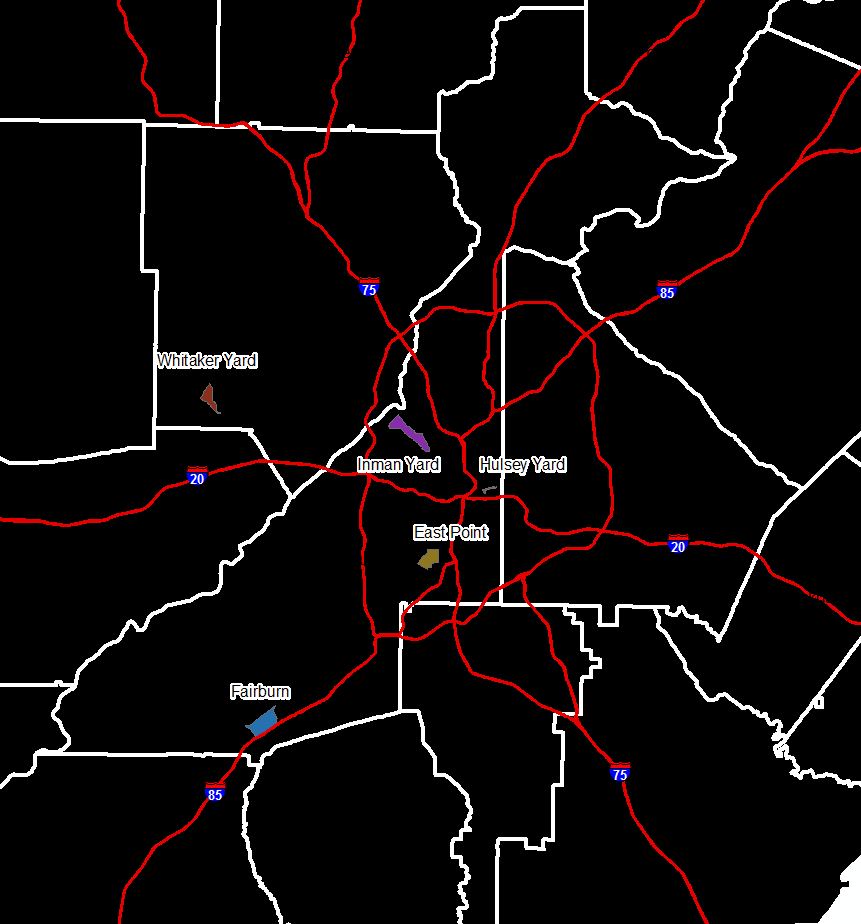 75
85
Whitaker Yard
Inman Yard
Hulsey Yard
20
East Point
20
Fairburn
75
85